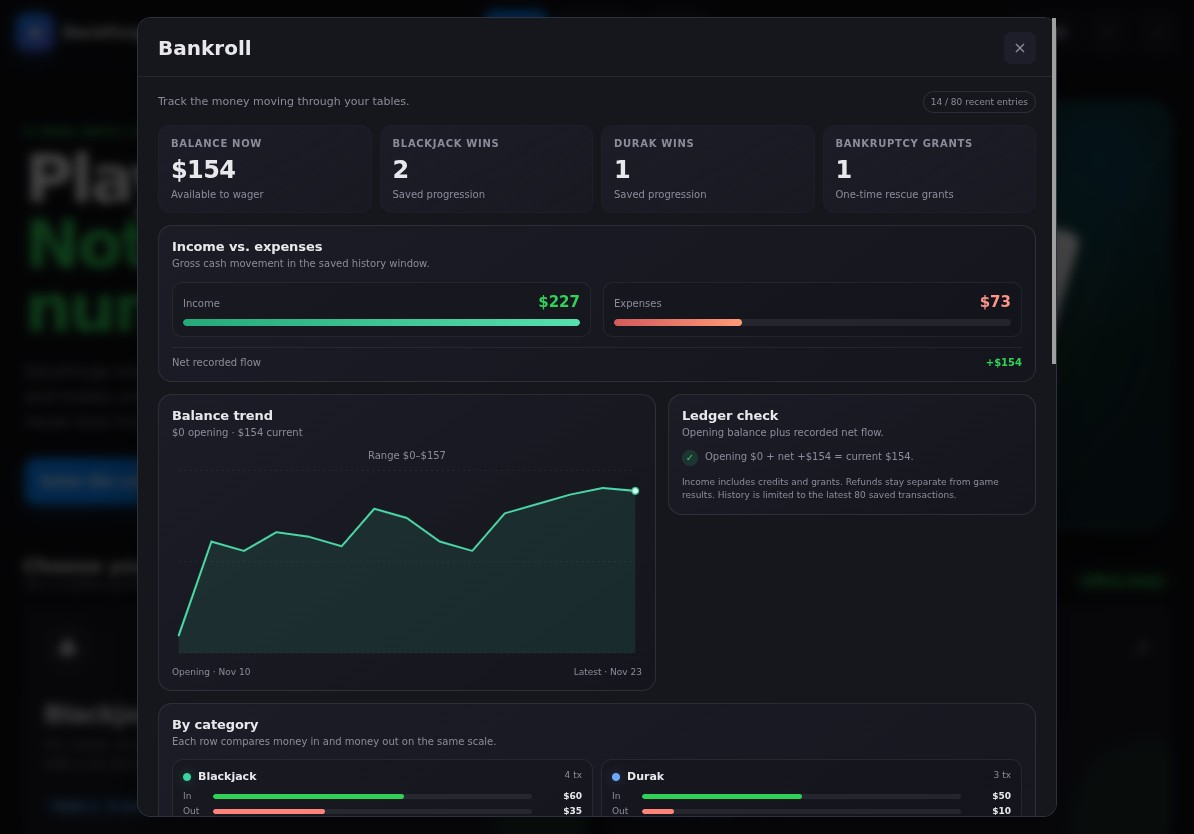 Bankroll
✕
Track the money moving through your tables.
14 / 80 recent entries
BALANCE NOW
$154
Available to wager
BLACKJACK WINS
2
Saved progression
DURAK WINS
1
Saved progression
BANKRUPTCY GRANTS
1
One-time rescue grants
Income vs. expenses
Gross cash movement in the saved history window.
Income
$227
Expenses
$73
Net recorded flow
+$154
Balance trend
$0 opening · $154 current
Range $0–$157
Opening · Nov 10
Latest · Nov 23
Ledger check
Opening balance plus recorded net flow.
✓ Opening $0 + net +$154 = current $154.
Income includes credits and grants. Refunds stay separate from game
results. History is limited to the latest 80 saved transactions.
By category
Each row compares money in and money out on the same scale.
Blackjack
4 tx
In $60
Out $35
Durak
3 tx
In $50
Out $10